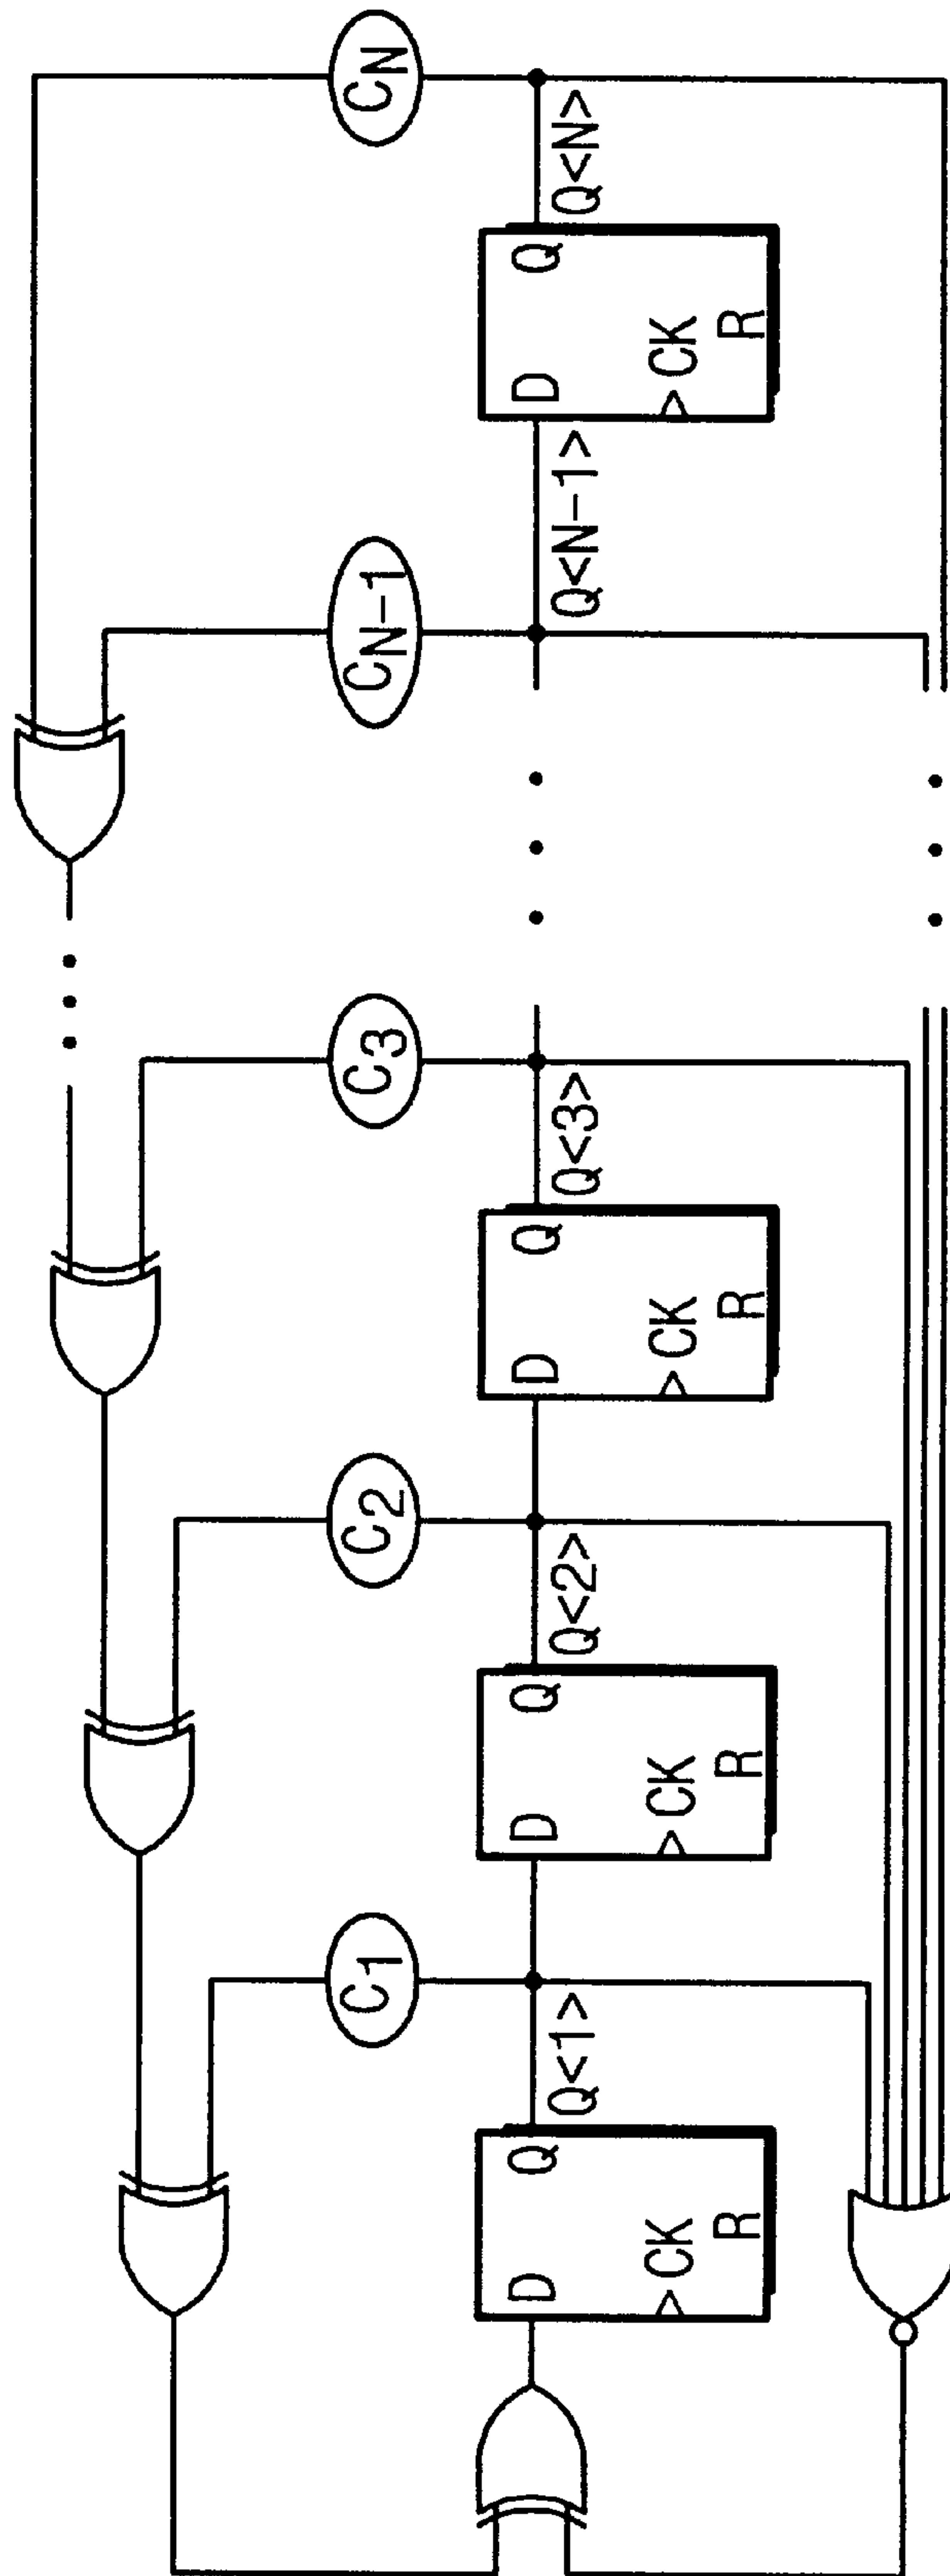 C1
C2
C3
CN-1
CN
D Q
CK
R
Q<1>
D Q
CK
R
Q<2>
D Q
CK
R
Q<3>
Q<N-1>
D Q
CK
R
Q<N>